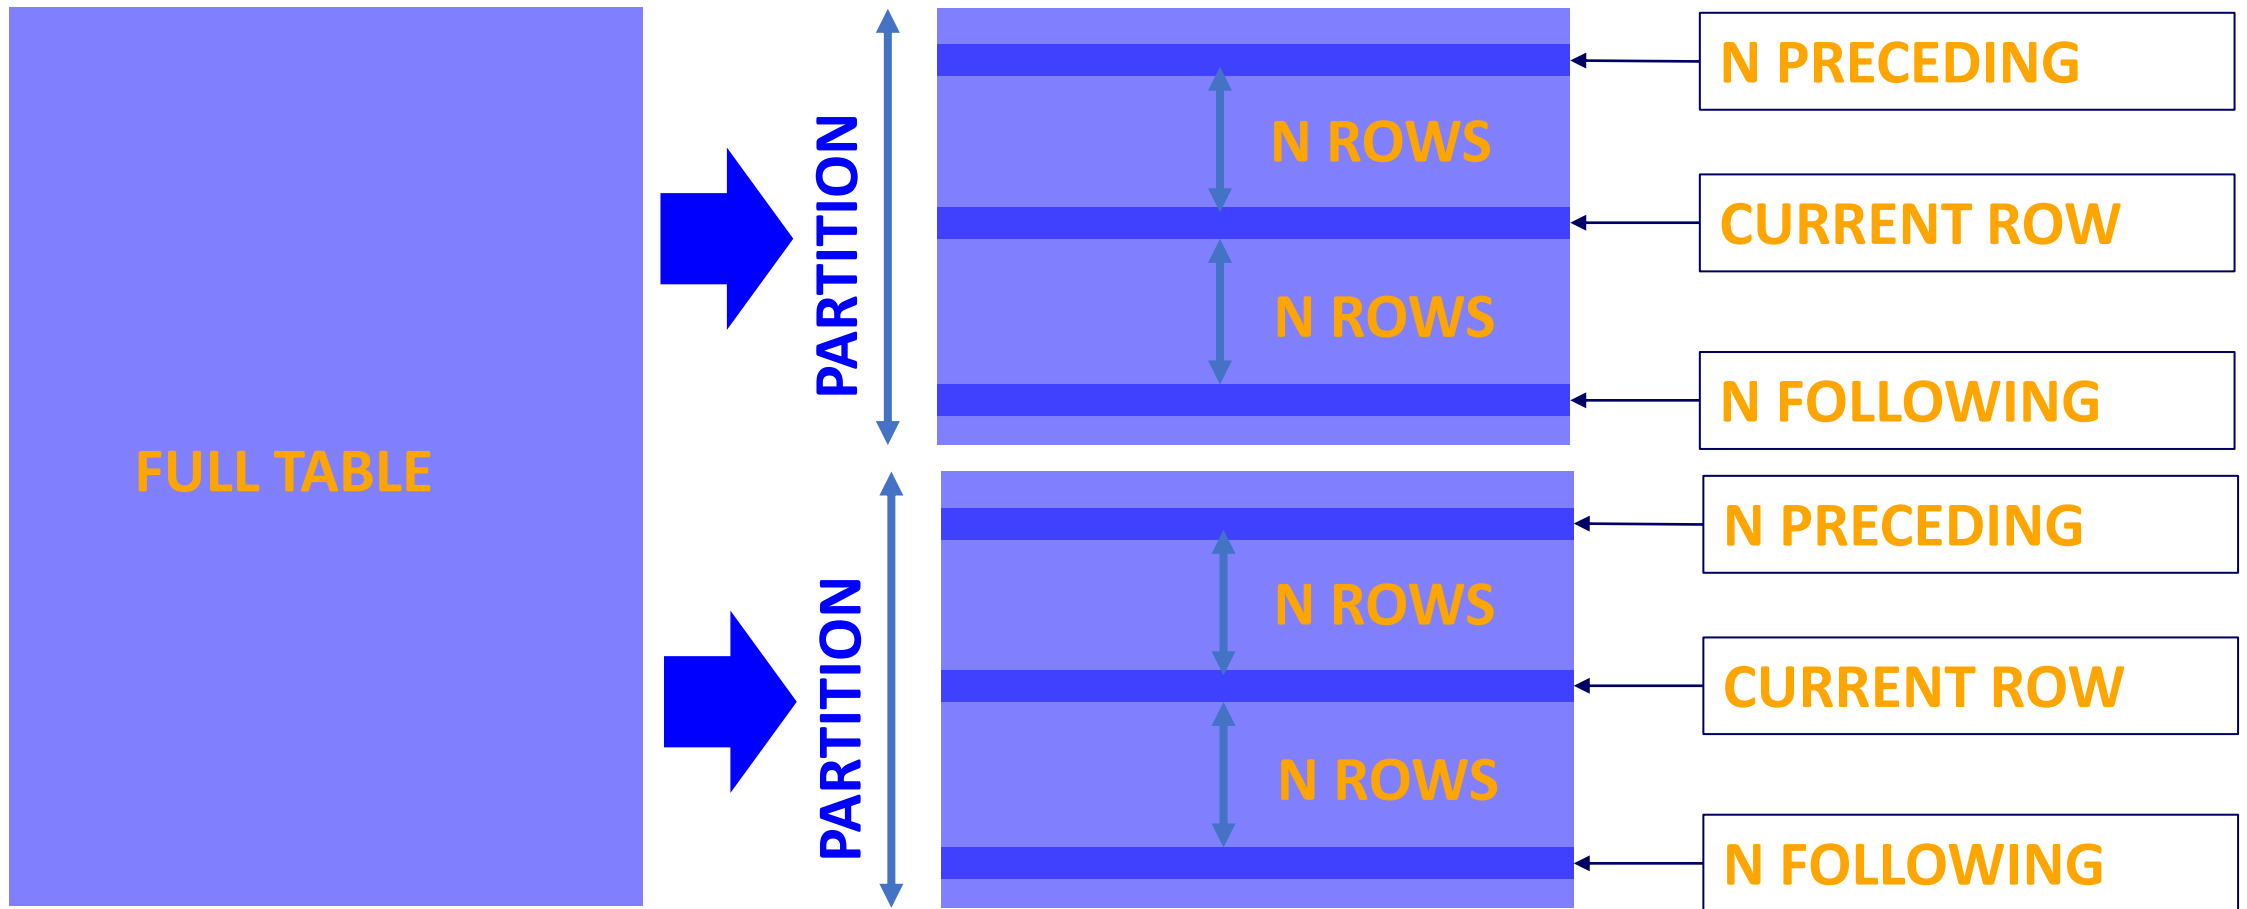 FULL TABLE
PARTITION
N ROWS
N ROWS
N PRECEDING
CURRENT ROW
N FOLLOWING
PARTITION
N ROWS
N ROWS
N PRECEDING
CURRENT ROW
N FOLLOWING